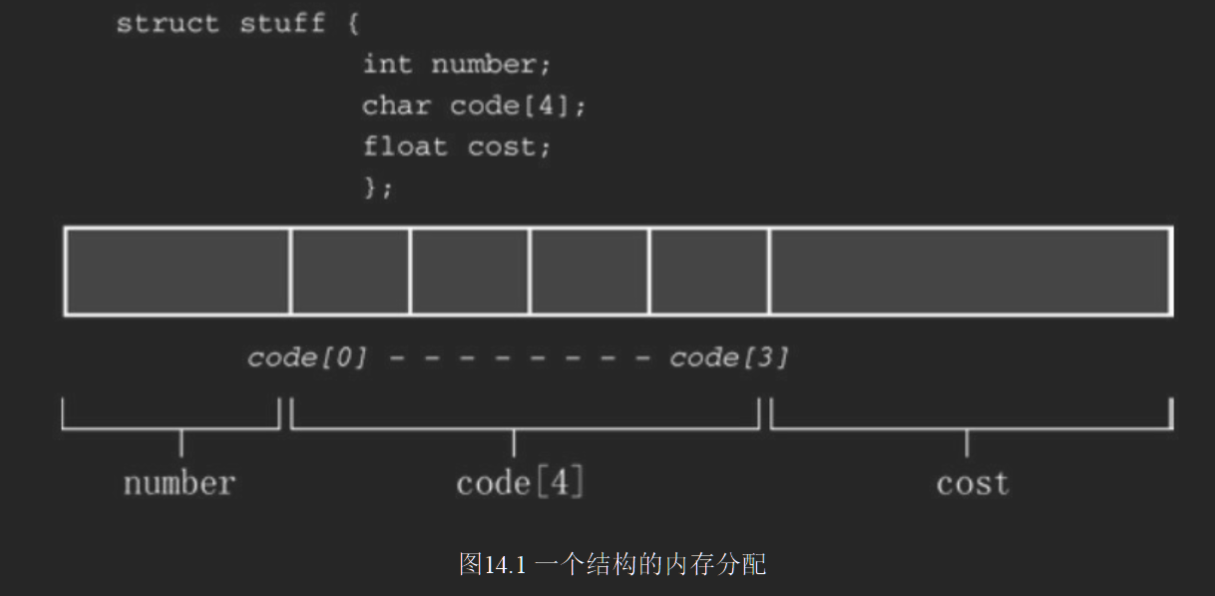 struct stuff {
int number;
char code[4];
float cost;
};
code[0] - - - - - - - - code[3]
number code[4] cost
图14.1 一个结构的内存分配